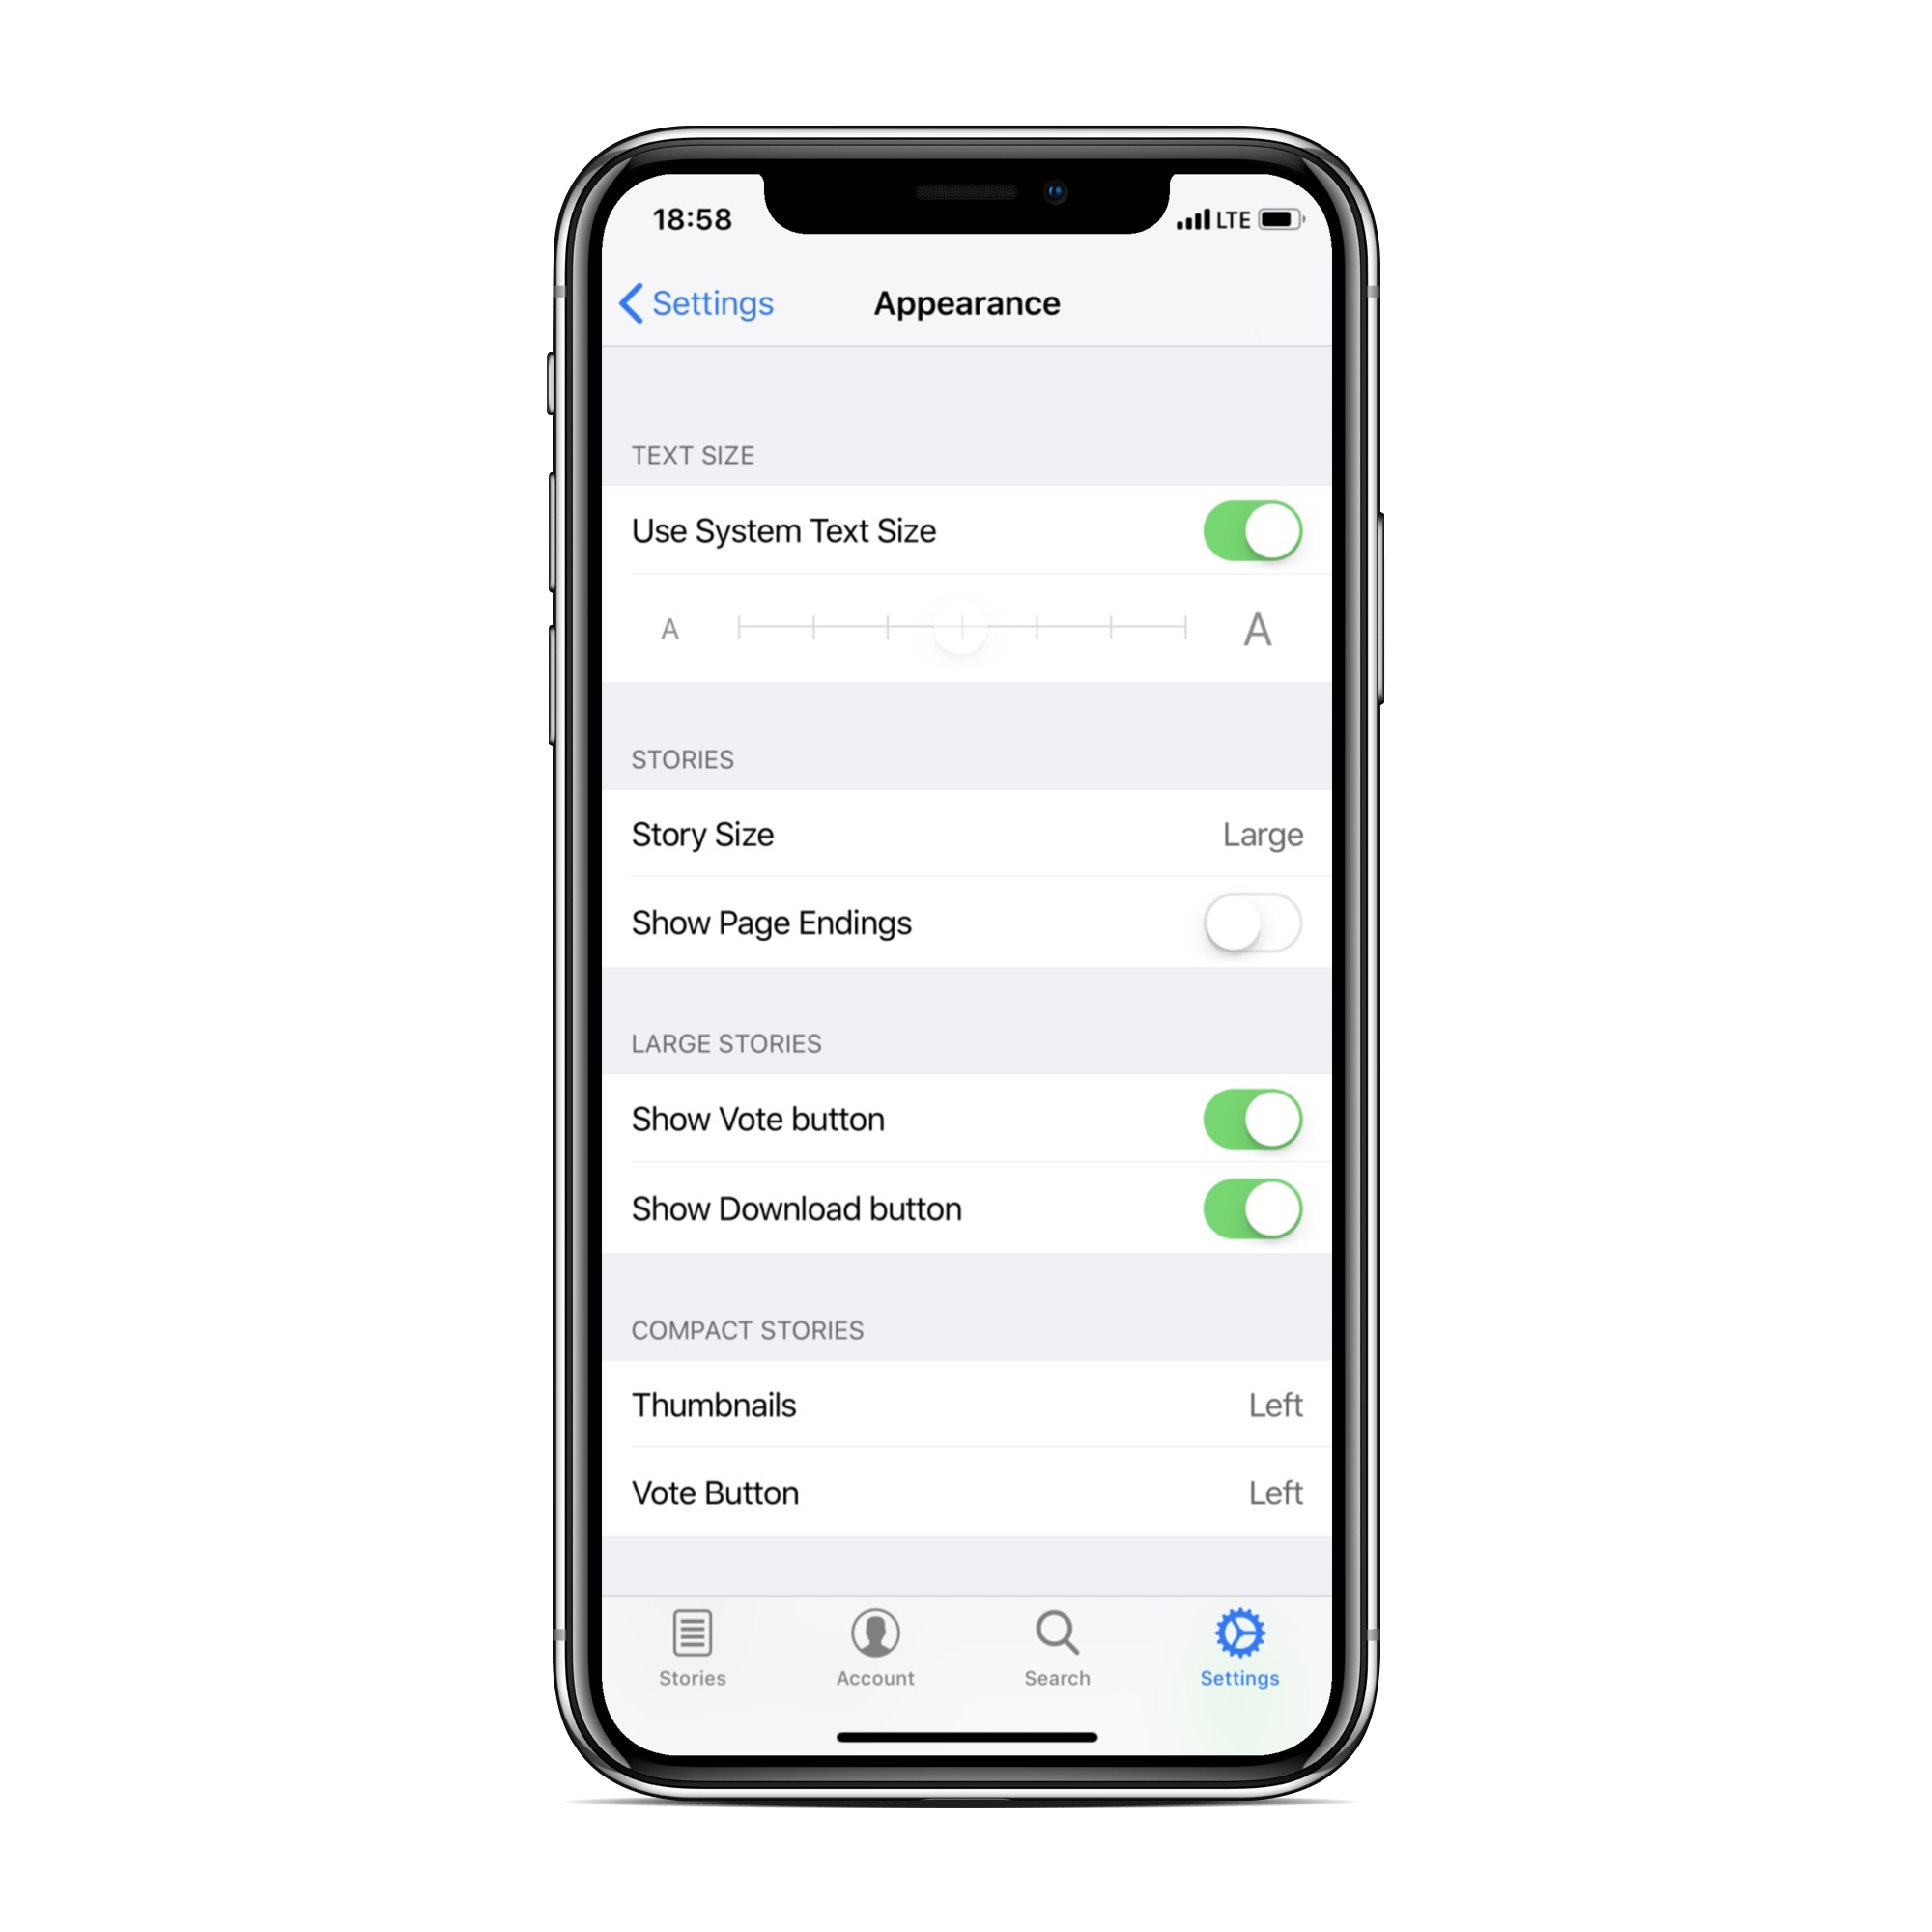 18:58 LTE
Settings Appearance
TEXT SIZE
Use System Text Size
A A
STORIES
Story Size Large
Show Page Endings
LARGE STORIES
Show Vote button
Show Download button
COMPACT STORIES
Thumbnails Left
Vote Button Left
Stories Account Search Settings